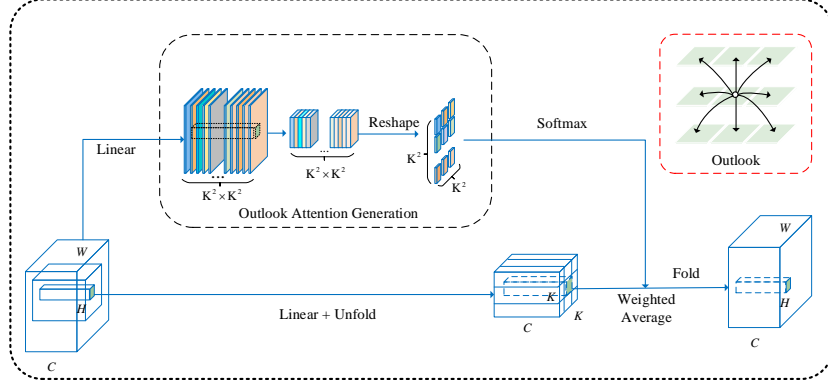 Linear
...
K² × K²
...
K² × K²
Reshape
K²
K²
Outlook Attention Generation
Softmax
Outlook
W
H
C
Linear + Unfold
K
C
K
Weighted
Average
Fold
W
H
C